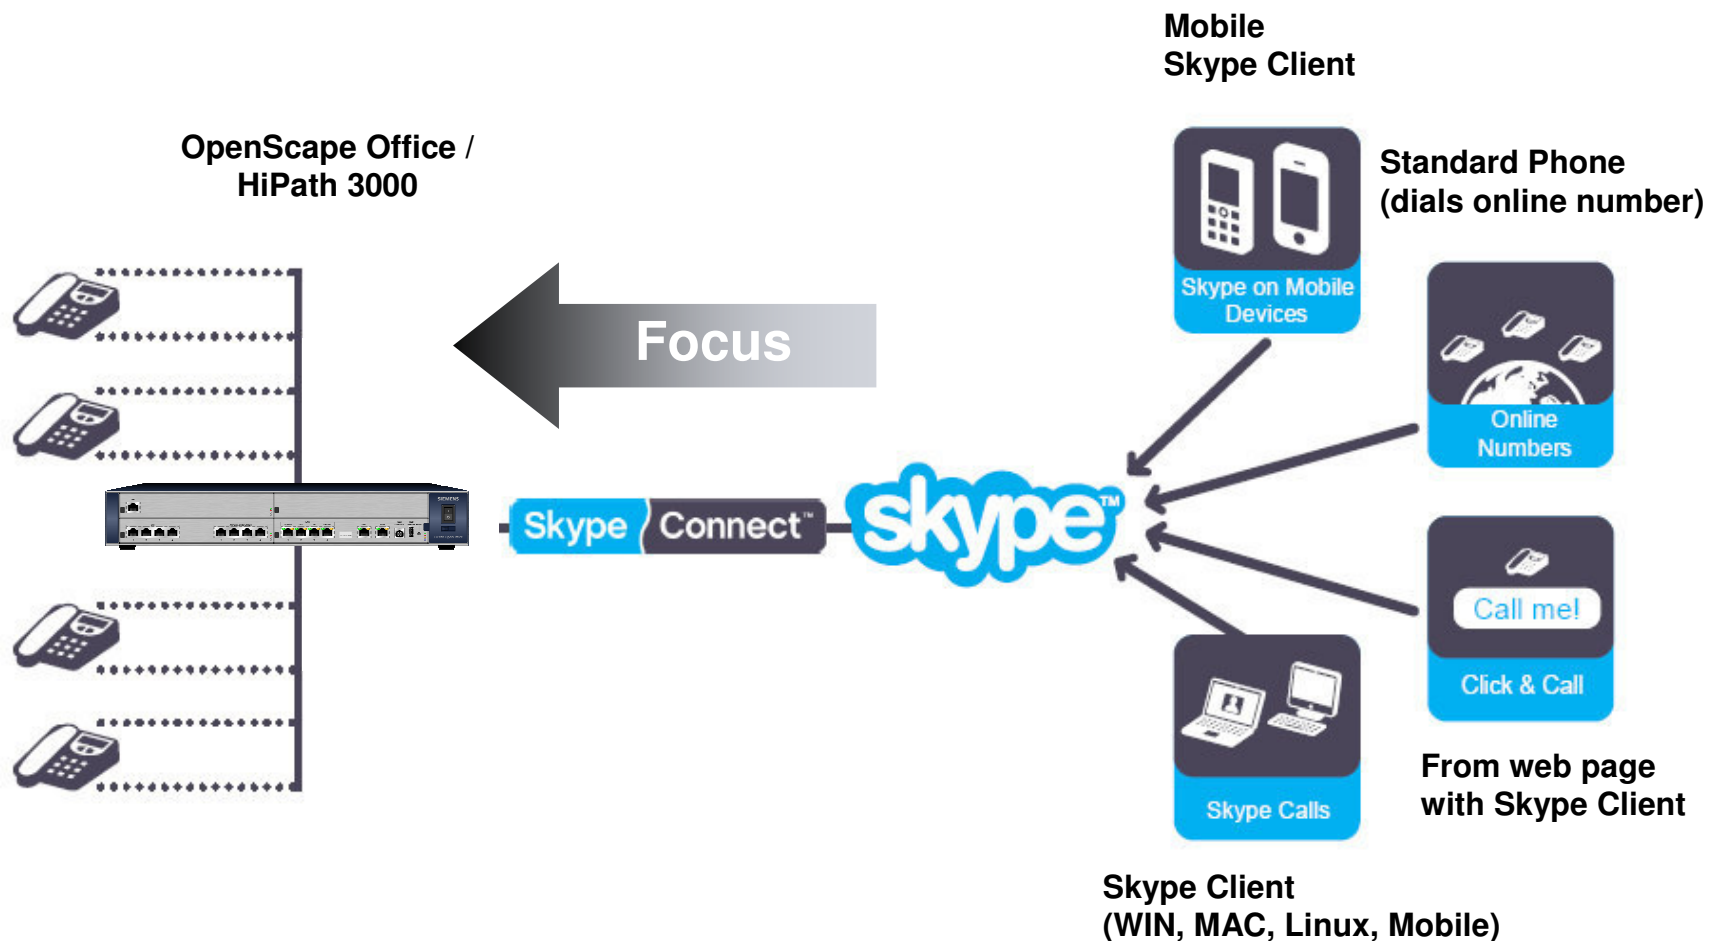 Mobile
Skype Client
OpenScape Office /
HiPath 3000
Standard Phone
(dials online number)
Skype on Mobile
Devices
Focus
Online
Numbers
SIEMENS
Skype Connect™
skype™
Call me!
Click & Call
From web page
with Skype Client
Skype Calls
Skype Client
(WIN, MAC, Linux, Mobile)